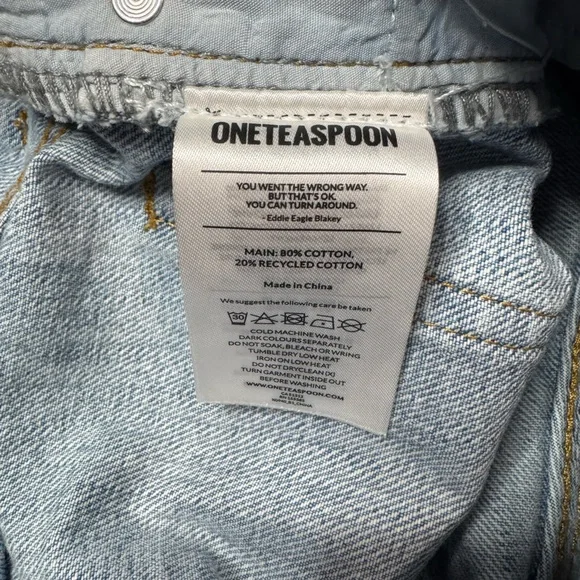 ONETEASPOON
YOU WENT THE WRONG WAY.
BUT THAT'S OK.
YOU CAN TURN AROUND.
- Eddie Eagle Blakey
MAIN: 80% COTTON,
20% RECYCLED COTTON
Made in China
We suggest the following care be taken
30
COLD MACHINE WASH
DARK COLOURS SEPARATELY
DO NOT SOAK, BLEACH OR WRING
TUMBLE DRY LOW HEAT
IRON ON LOW HEAT
DO NOT DRYCLEAN (X)
TURN GARMENT INSIDE OUT
BEFORE WASHING
WWW.ONETEASPOON.COM